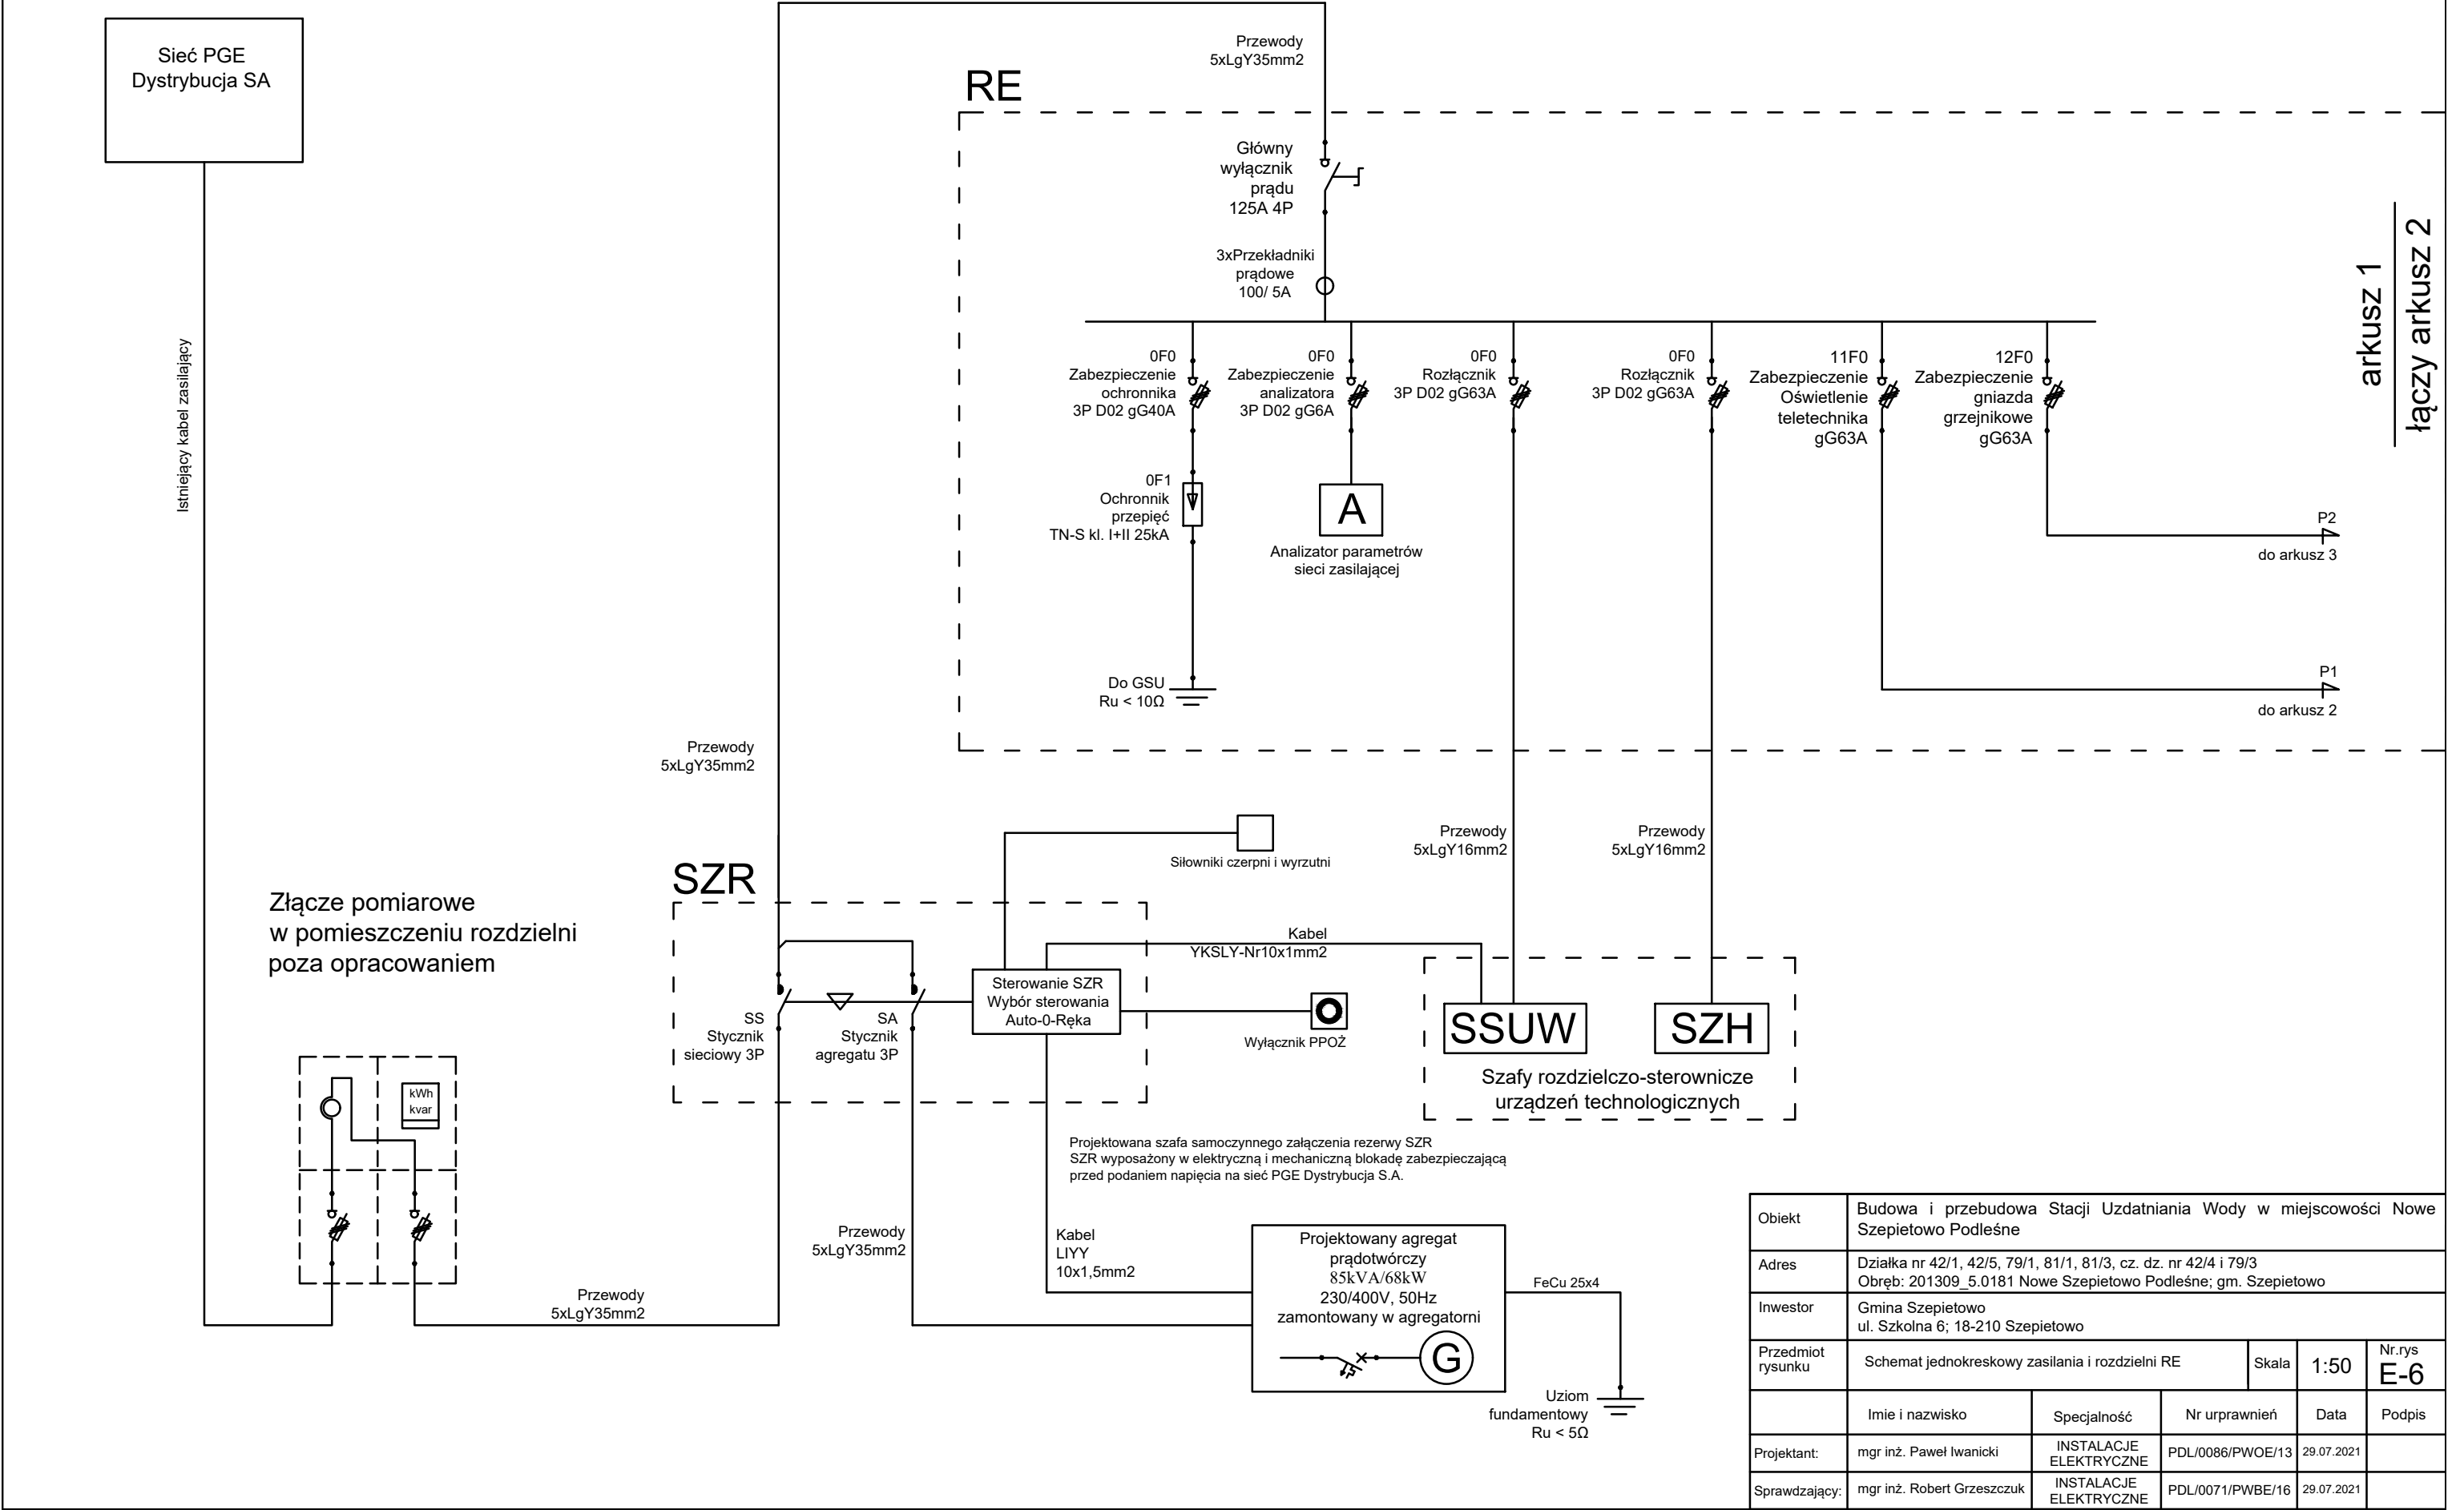 Sieć PGE
Dystrybucja SA
Istniejący kabel zasilający
Przewody
5xLgY35mm2
RE
Główny
wyłącznik
prądu
125A 4P
3xPrzekładniki
prądowe
100/ 5A
0F0
Zabezpieczenie
ochronnika
3P D02 gG40A
0F0
Zabezpieczenie
analizatora
3P D02 gG6A
0F0
Rozłącznik
3P D02 gG63A
0F0
Rozłącznik
3P D02 gG63A
11F0
Zabezpieczenie
Oświetlenie
teletechnika
gG63A
12F0
Zabezpieczenie
gniazda
grzejnikowe
gG63A
arkusz 1
łączy arkusz 2
0F1
Ochronnik
przepięć
TN-S kl. I+II 25kA
A
Analizator parametrów
sieci zasilającej
P2
do arkusz 3
Do GSU
Ru < 10Ω
P1
do arkusz 2
Przewody
5xLgY35mm2
Siłowniki czerpni i wyrzutni
Przewody
5xLgY16mm2
Przewody
5xLgY16mm2
SZR
Złącze pomiarowe
w pomieszczeniu rozdzielni
poza opracowaniem
Kabel
YKSLY-Nr10x1mm2
Sterowanie SZR
Wybór sterowania
Auto-0-Ręka
SS
Stycznik
sieciowy 3P
SA
Stycznik
agregatu 3P
Wyłącznik PPOŻ
SSUW
SZH
Szafy rozdzielczo-sterownicze
urządzeń technologicznych
kWh
kvar
Projektowana szafa samoczynnego załączenia rezerwy SZR
SZR wyposażony w elektryczną i mechaniczną blokadę zabezpieczającą
przed podaniem napięcia na sieć PGE Dystrybucja S.A.
Przewody
5xLgY35mm2
Kabel
LIYY
10x1,5mm2
Przewody
5xLgY35mm2
Projektowany agregat
prądotwórczy
85kVA/68kW
230/400V, 50Hz
zamontowany w agregatorni
G
FeCu 25x4
Uziom
fundamentowy
Ru < 5Ω
Obiekt
Budowa i przebudowa Stacji Uzdatniania Wody w miejscowości Nowe
Szepietowo Podleśne
Adres
Działka nr 42/1, 42/5, 79/1, 81/1, 81/3, cz. dz. nr 42/4 i 79/3
Obręb: 201309_5.0181 Nowe Szepietowo Podleśne; gm. Szepietowo
Inwestor
Gmina Szepietowo
ul. Szkolna 6; 18-210 Szepietowo
Przedmiot
rysunku
Schemat jednokreskowy zasilania i rozdzielni RE
Skala
1:50
Nr.rys
E-6
Imie i nazwisko
Specjalność
Nr urprawnień
Data
Podpis
Projektant:
mgr inż. Paweł Iwanicki
INSTALACJE
ELEKTRYCZNE
PDL/0086/PWOE/13
29.07.2021
Sprawdzający:
mgr inż. Robert Grzeszczuk
INSTALACJE
ELEKTRYCZNE
PDL/0071/PWBE/16
29.07.2021